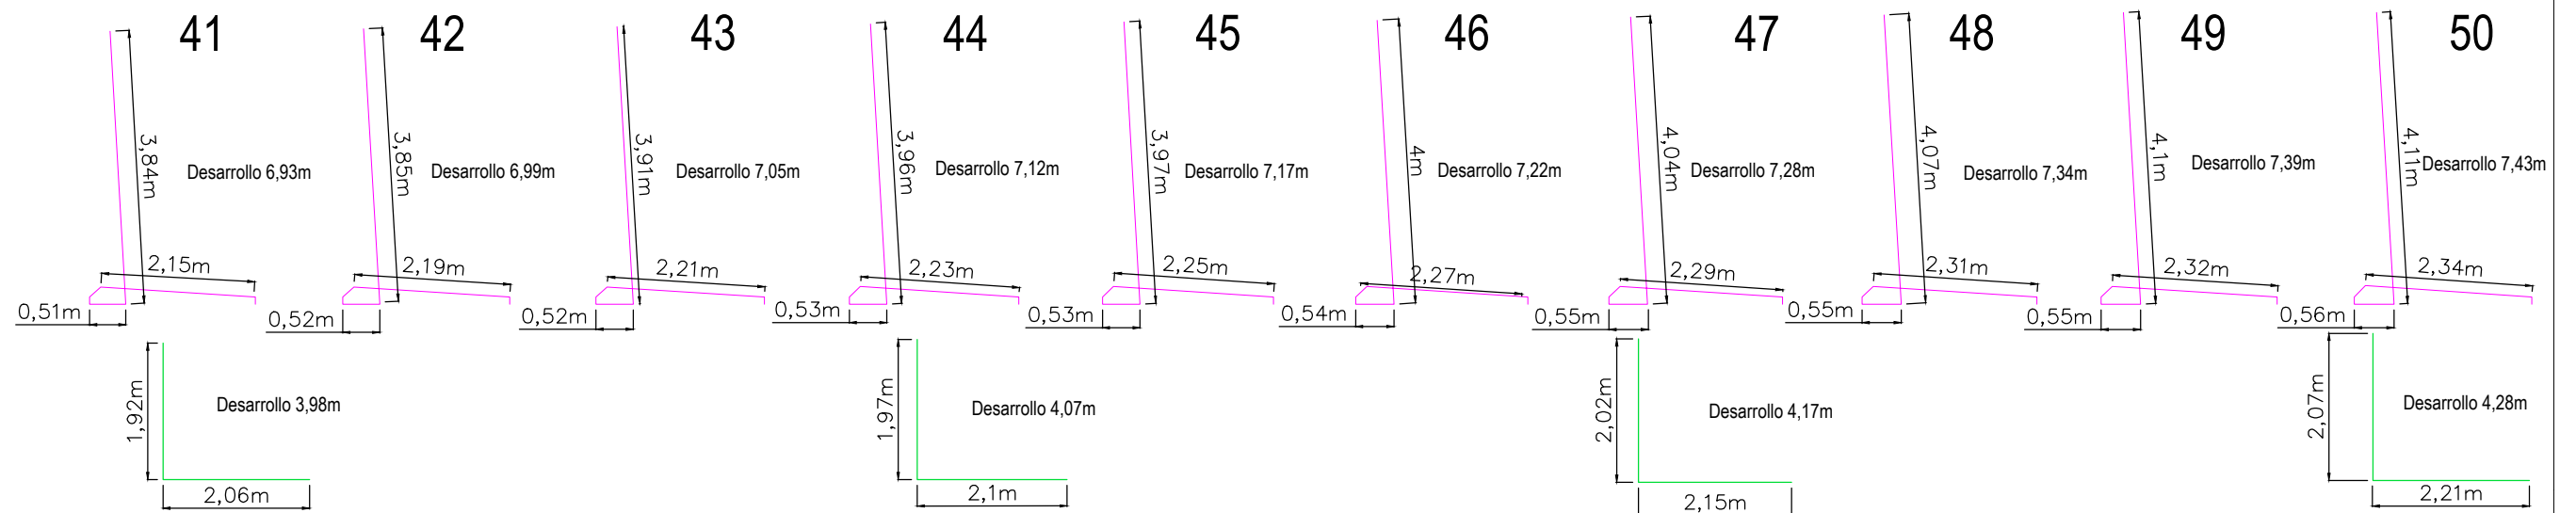 41
42
43
44
45
46
47
48
49
50
3,84m
Desarrollo 6,93m
2,15m
0,51m
3,85m
Desarrollo 6,99m
2,19m
0,52m
3,91m
Desarrollo 7,05m
2,21m
0,52m
3,96m
Desarrollo 7,12m
2,23m
0,53m
3,97m
Desarrollo 7,17m
2,25m
0,53m
4m
Desarrollo 7,22m
2,27m
0,54m
4,04m
Desarrollo 7,28m
2,29m
0,55m
4,07m
Desarrollo 7,34m
2,31m
0,55m
4,1m
Desarrollo 7,39m
2,32m
0,55m
4,11m
Desarrollo 7,43m
2,34m
0,56m
1,92m
Desarrollo 3,98m
2,06m
1,97m
Desarrollo 4,07m
2,1m
2,02m
Desarrollo 4,17m
2,15m
2,07m
Desarrollo 4,28m
2,21m